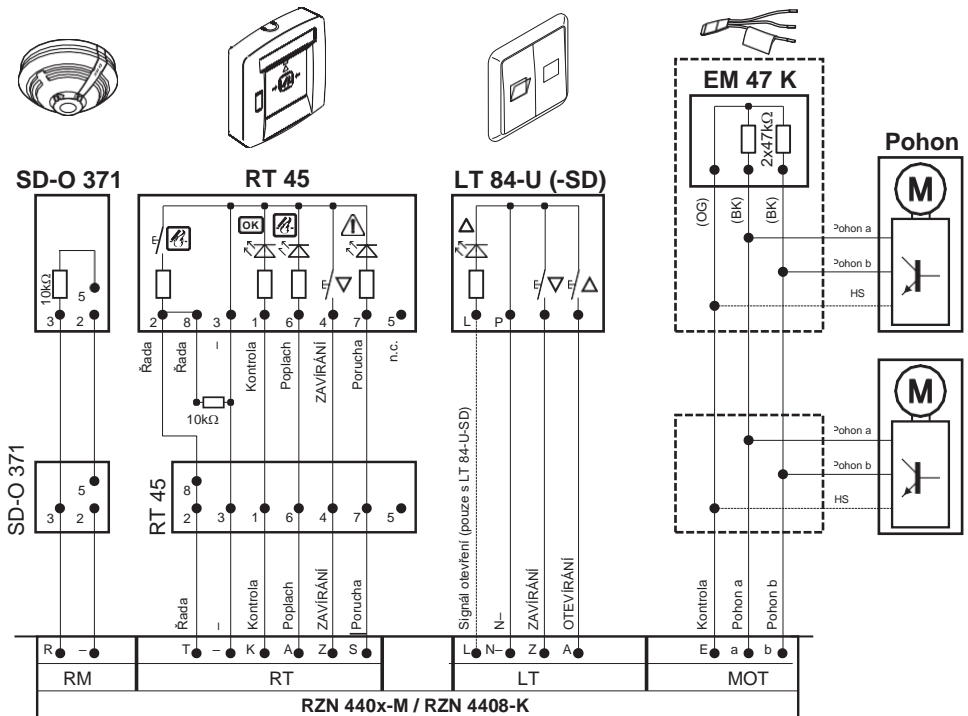 EM 47 K
2x47kΩ
Pohon
M
SD-O 371
RT 45
LT 84-U (-SD)
(OG)
(BK)
(BK)
OK
10kΩ
5
3
2
2
8
3
1
6
4
7
5
L
P
Pohon a
Pohon b
HS
Řada
Řada
–
Kontrola
Poplach
ZAVÍRÁNÍ
Porucha
n.c.
10kΩ
M
Pohon a
Pohon b
HS
SD-O 371
5
3
2
RT 45
8
2
3
1
6
4
7
5
Řada
–
Kontrola
Poplach
ZAVÍRÁNÍ
Porucha
Signál otevření (pouze s LT 84-U-SD)
N–
ZAVÍRÁNÍ
OTEVÍRÁNÍ
Kontrola
Pohon a
Pohon b
R
–
T
–
K
A
Z
S
L
N–
Z
A
E
a
b
RM
RT
LT
MOT
RZN 440x-M / RZN 4408-K